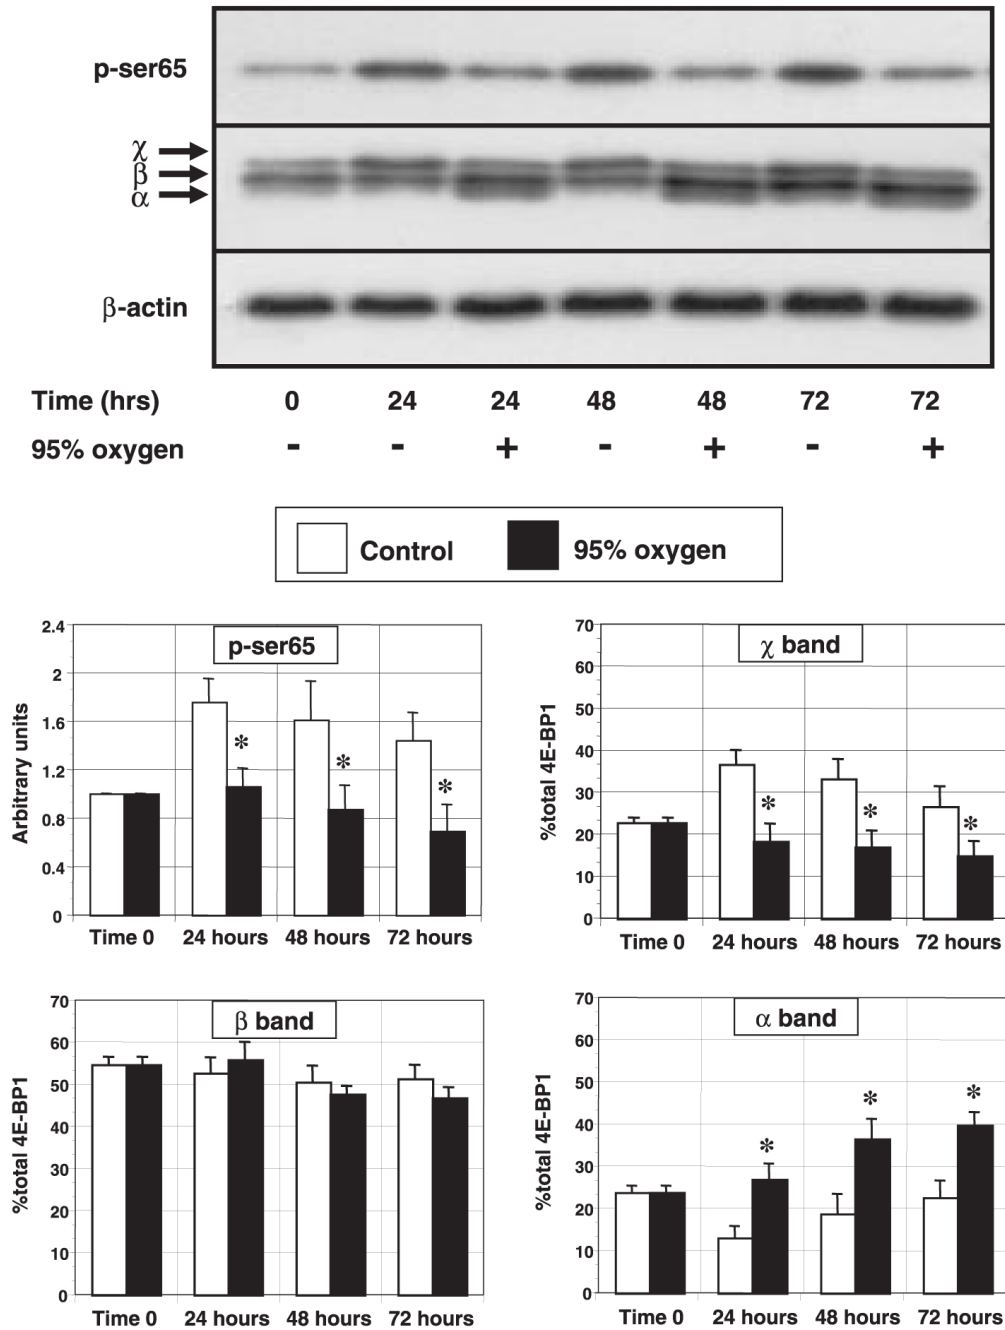 p-ser65
χ
β
α
β-actin
Time (hrs) 0 24 24 48 48 72 72
95% oxygen - - + - + - +
Control 95% oxygen
p-ser65
Arbitrary units
2.4
2
1.6
1.2
0.8
0.4
0
* * *
Time 0 24 hours 48 hours 72 hours
χ band
%total 4E-BP1
70
60
50
40
30
20
10
0
* * *
Time 0 24 hours 48 hours 72 hours
β band
%total 4E-BP1
70
60
50
40
30
20
10
0
Time 0 24 hours 48 hours 72 hours
α band
%total 4E-BP1
70
60
50
40
30
20
10
0
* * *
Time 0 24 hours 48 hours 72 hours